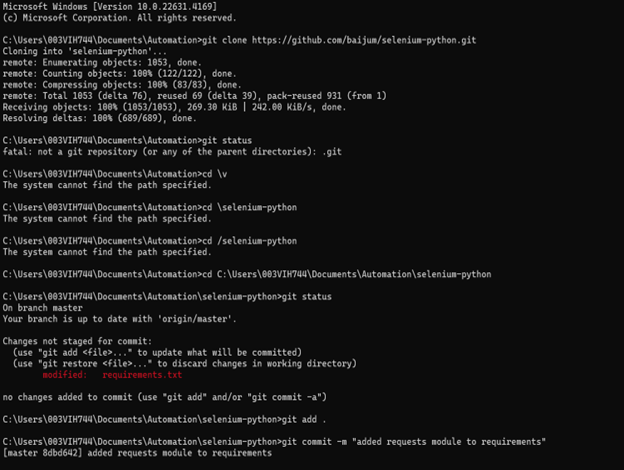 Microsoft Windows [Version 10.0.22631.4169]
(c) Microsoft Corporation. All rights reserved.
C:\Users\003VIH744\Documents\Automation>git clone https://github.com/baijum/selenium-python.git
Cloning into 'selenium-python'...
remote: Enumerating objects: 1053, done.
remote: Counting objects: 100% (122/122), done.
remote: Compressing objects: 100% (83/83), done.
remote: Total 1053 (delta 76), reused 69 (delta 39), pack-reused 931 (from 1)
Receiving objects: 100% (1053/1053), 269.30 KiB | 242.00 KiB/s, done.
Resolving deltas: 100% (689/689), done.
C:\Users\003VIH744\Documents\Automation>git status
fatal: not a git repository (or any of the parent directories): .git
C:\Users\003VIH744\Documents\Automation>cd \v
The system cannot find the path specified.
C:\Users\003VIH744\Documents\Automation>cd \selenium-python
The system cannot find the path specified.
C:\Users\003VIH744\Documents\Automation>cd /selenium-python
The system cannot find the path specified.
C:\Users\003VIH744\Documents\Automation>cd C:\Users\003VIH744\Documents\Automation\selenium-python
C:\Users\003VIH744\Documents\Automation\selenium-python>git status
On branch master
Your branch is up to date with 'origin/master'.
Changes not staged for commit:
(use "git add <file>..." to update what will be committed)
(use "git restore <file>..." to discard changes in working directory)
modified: requirements.txt
no changes added to commit (use "git add" and/or "git commit -a")
C:\Users\003VIH744\Documents\Automation\selenium-python>git add .
C:\Users\003VIH744\Documents\Automation\selenium-python>git commit -m "added requests module to requirements"
[master 8dbd642] added requests module to requirements